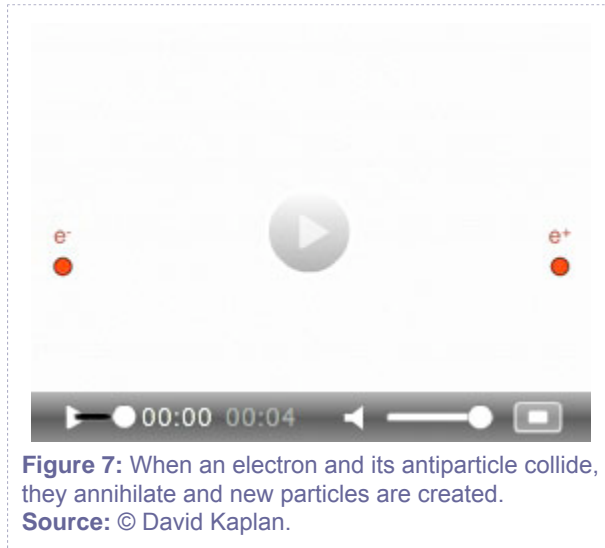 e⁻ e⁺
00:00 00:04
Figure 7: When an electron and its antiparticle collide,
they annihilate and new particles are created.
Source: © David Kaplan.